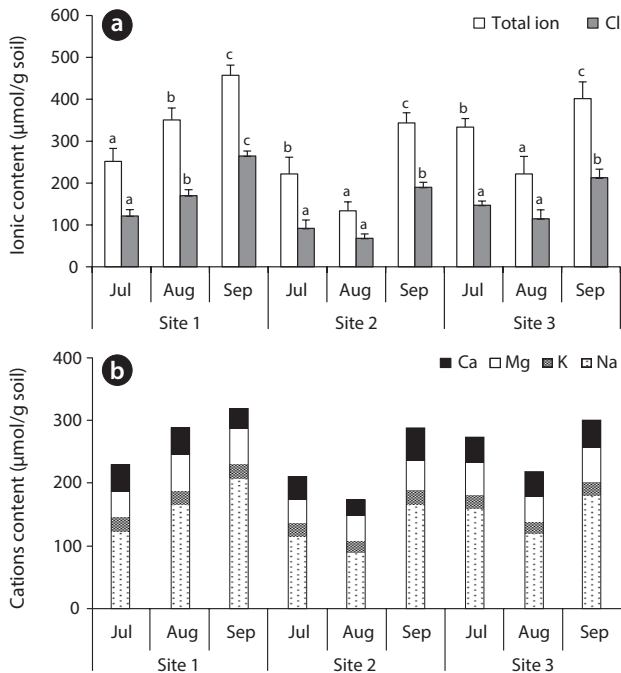 a
Total ion Cl
600
500
400
300
200
100
0
Ionic content (µmol/g soil)
a a b b c c b a a a c b b a a a c b
Jul Aug Sep Jul Aug Sep Jul Aug Sep
Site 1 Site 2 Site 3
b
Ca Mg K Na
400
300
200
100
0
Cations content (µmol/g soil)
Jul Aug Sep Jul Aug Sep Jul Aug Sep
Site 1 Site 2 Site 3